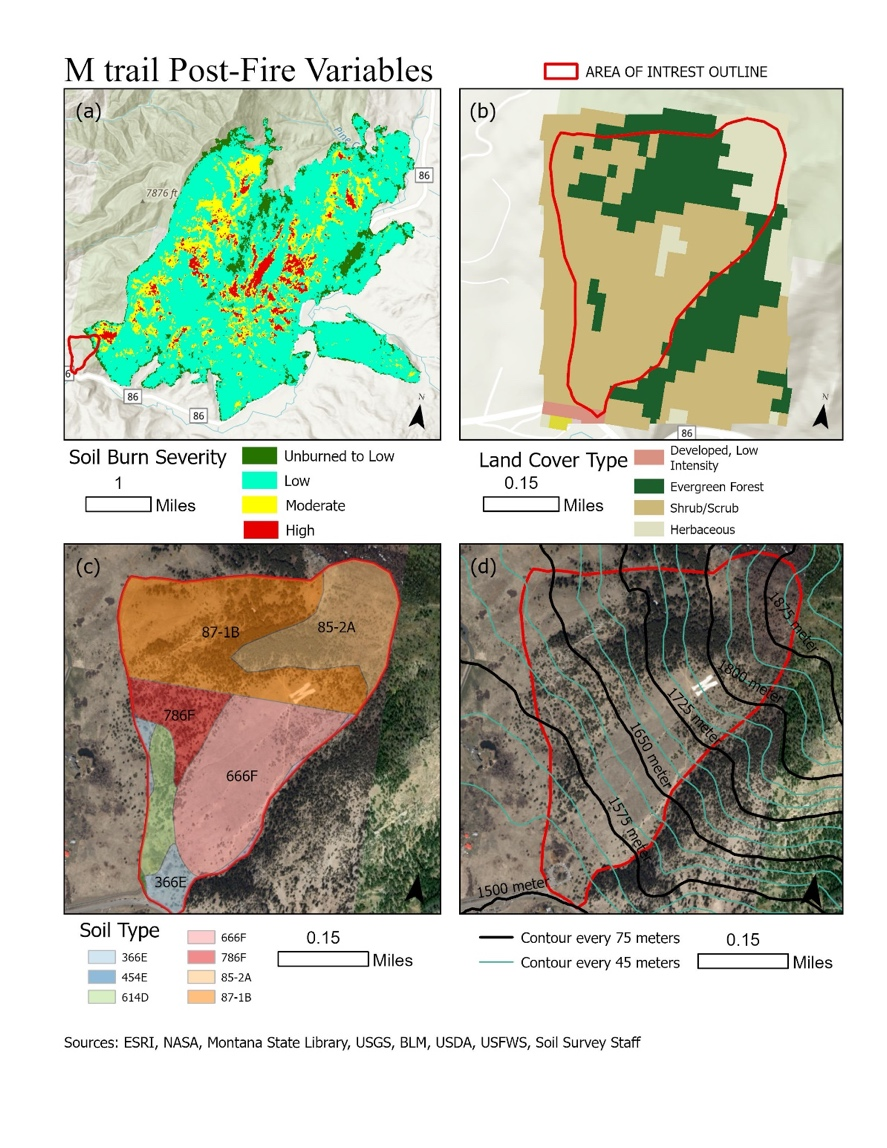 M trail Post-Fire Variables
AREA OF INTREST OUTLINE
(a)
7876 ft
86
86
86
N
(b)
86
N
Soil Burn Severity
1
Miles
Unburned to Low
Low
Moderate
High
Land Cover Type
0.15
Miles
Developed, Low
Intensity
Evergreen Forest
Shrub/Scrub
Herbaceous
(c)
87-1B
85-2A
786F
666F
366E
(d)
1875 meter
1800 meter
1725 meter
1650 meter
1575 meter
1500 meter
Soil Type
366E
454E
614D
666F
786F
85-2A
87-1B
0.15
Miles
Contour every 75 meters
Contour every 45 meters
0.15
Miles
Sources: ESRI, NASA, Montana State Library, USGS, BLM, USDA, USFWS, Soil Survey Staff